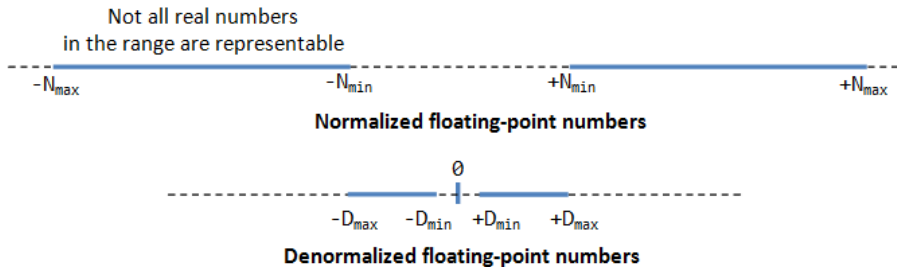 Not all real numbers
in the range are representable
-Nmax -Nmin +Nmin +Nmax
Normalized floating-point numbers
0
-Dmax -Dmin +Dmin +Dmax
Denormalized floating-point numbers